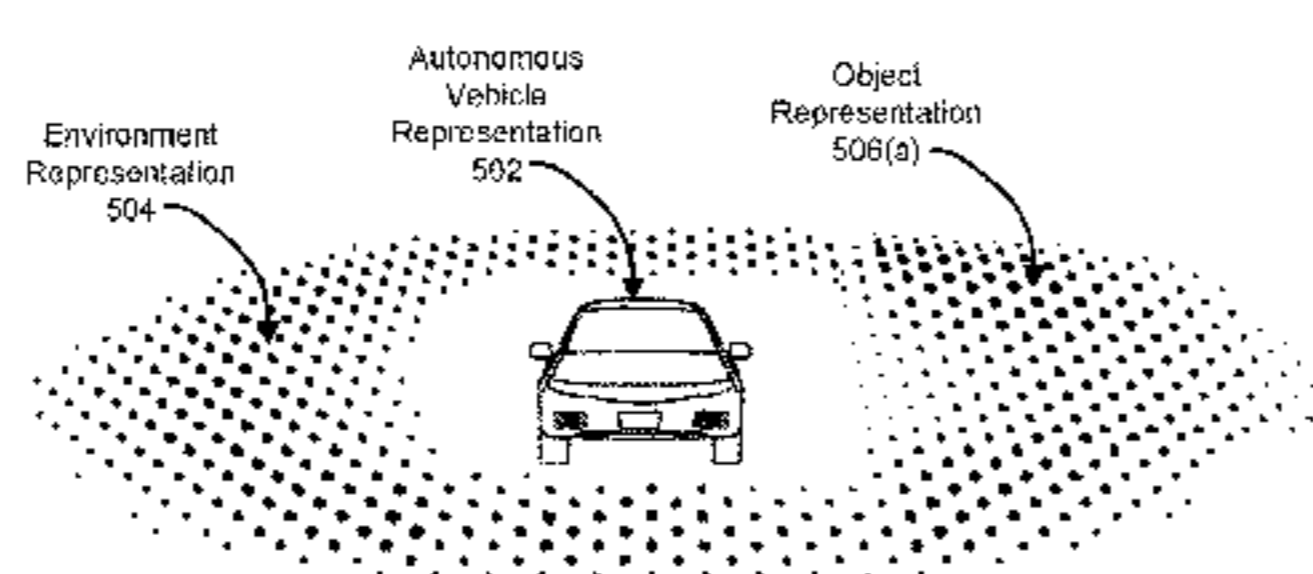 Environment
Representation
504
Autonomous
Vehicle
Representation
502
Object
Representation
506(a)